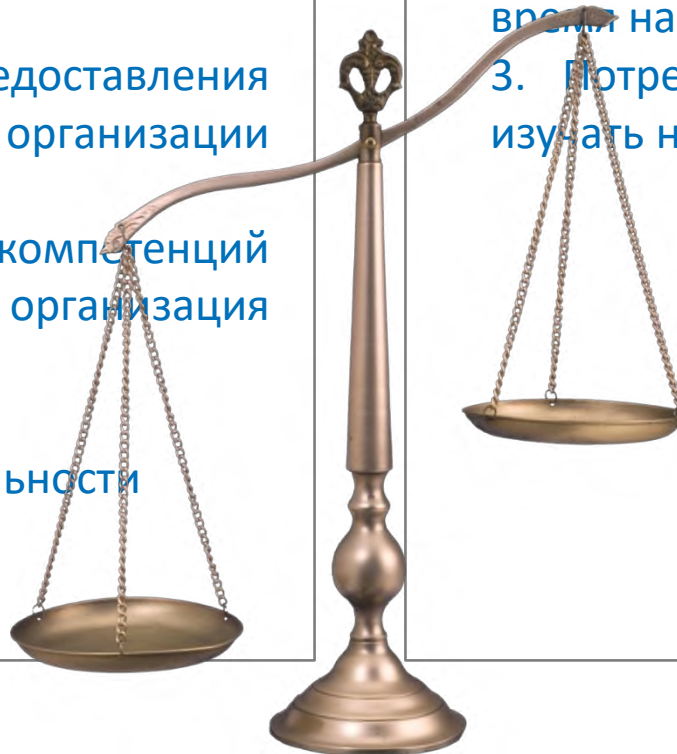 едоставления
организации
компетенций
организация
ьности
время на
3. Потре
изучать н